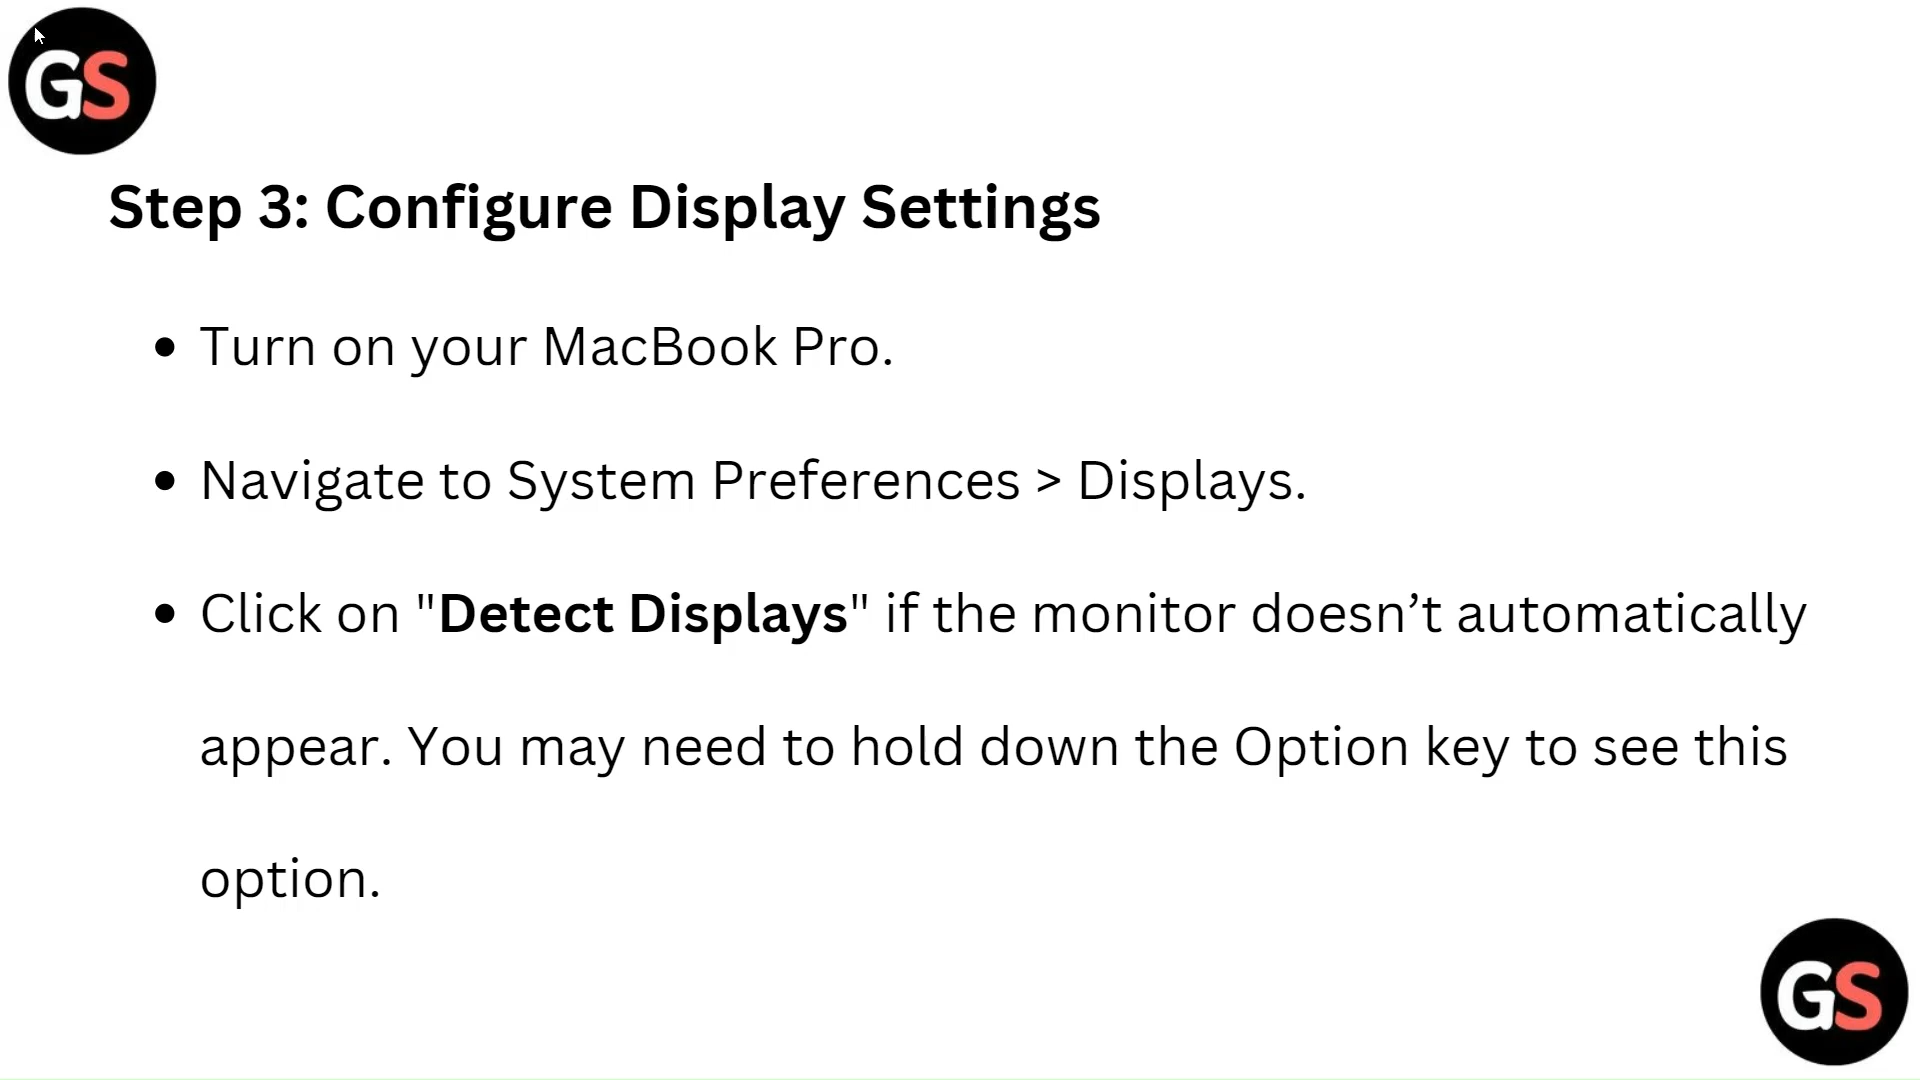 GS
Step 3: Configure Display Settings
• Turn on your MacBook Pro.
• Navigate to System Preferences > Displays.
• Click on "Detect Displays" if the monitor doesn’t automatically
appear. You may need to hold down the Option key to see this
option.
GS